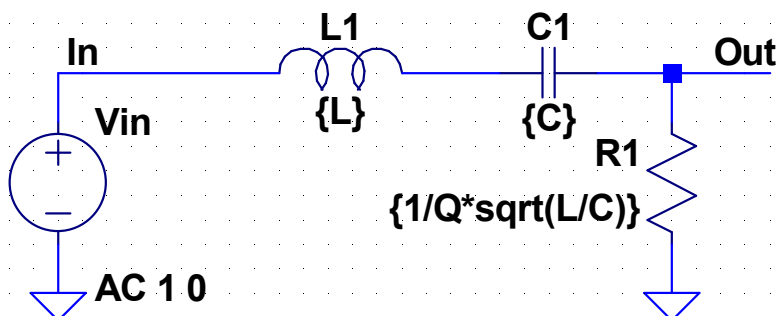 L1
C1
In
Out
Vin
{L}
{C}
R1
{1/Q*sqrt(L/C)}
AC 1 0